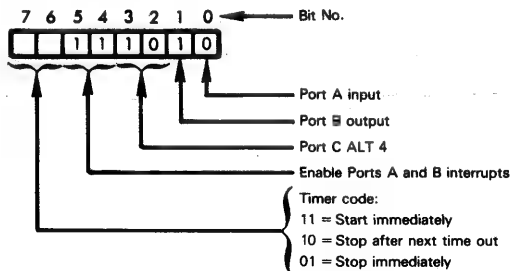 7 6 5 4 3 2 1 0 Bit No.
1 1 1 0 1 0
Port A input
Port B output
Port C ALT 4
Enable Ports A and B interrupts
Timer code:
11 = Start immediately
10 = Stop after next time out
01 = Stop immediately